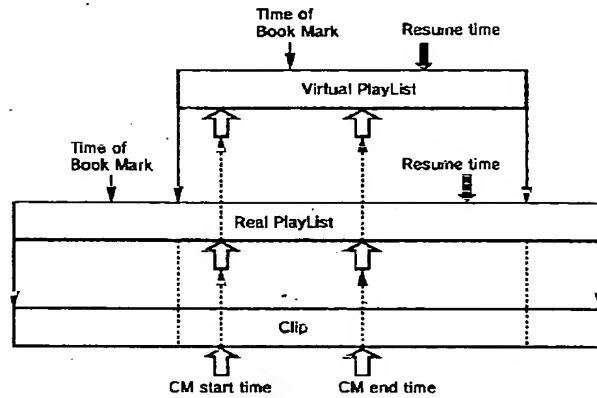 Time of
Book Mark
Resume time
Virtual PlayList
Time of
Book Mark
Resume time
Real PlayList
Clip
CM start time
CM end time